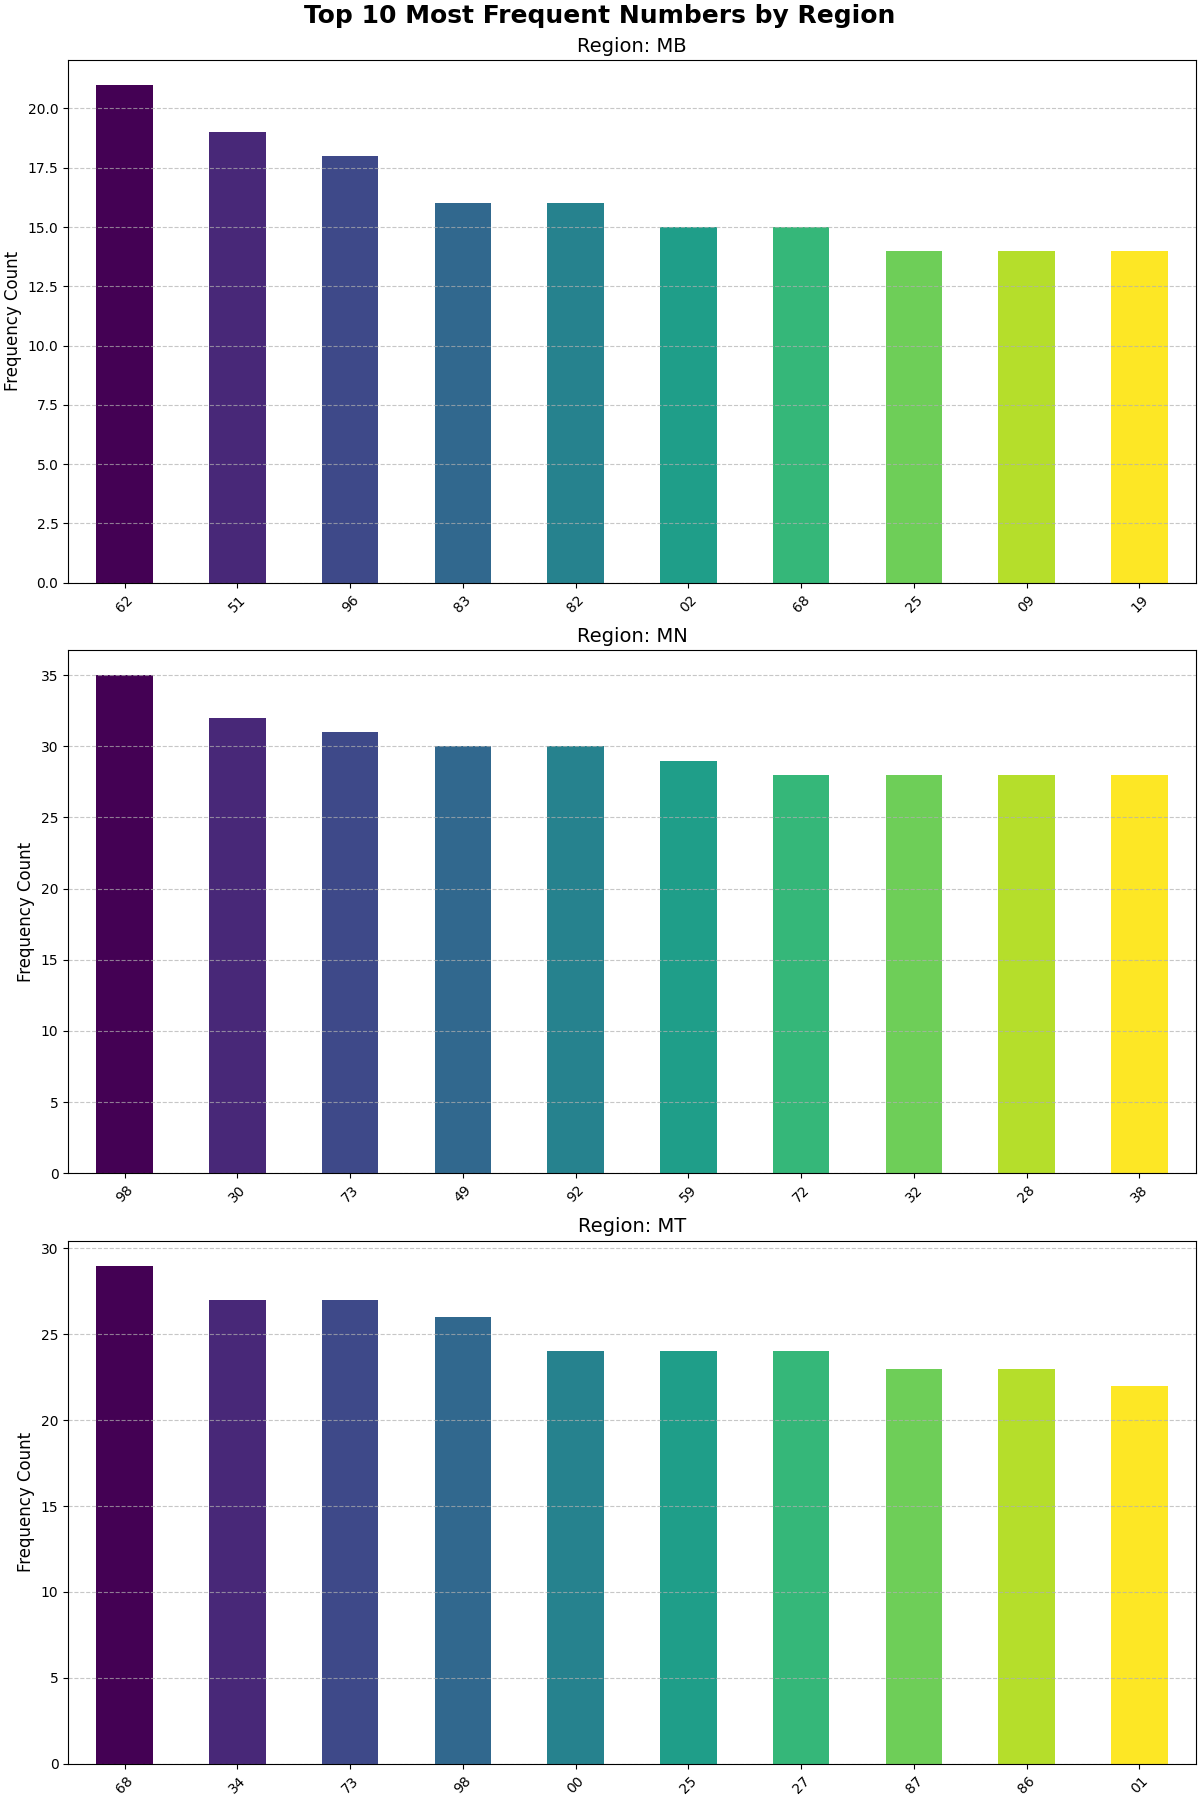 Top 10 Most Frequent Numbers by Region
Region: MB
Frequency Count
20.0
17.5
15.0
12.5
10.0
7.5
5.0
2.5
0.0
62 51 96 83 82 02 68 25 09 19
Region: MN
Frequency Count
35
30
25
20
15
10
5
0
98 30 73 49 92 59 72 32 28 38
Region: MT
Frequency Count
30
25
20
15
10
5
0
68 34 73 98 00 25 27 87 86 01